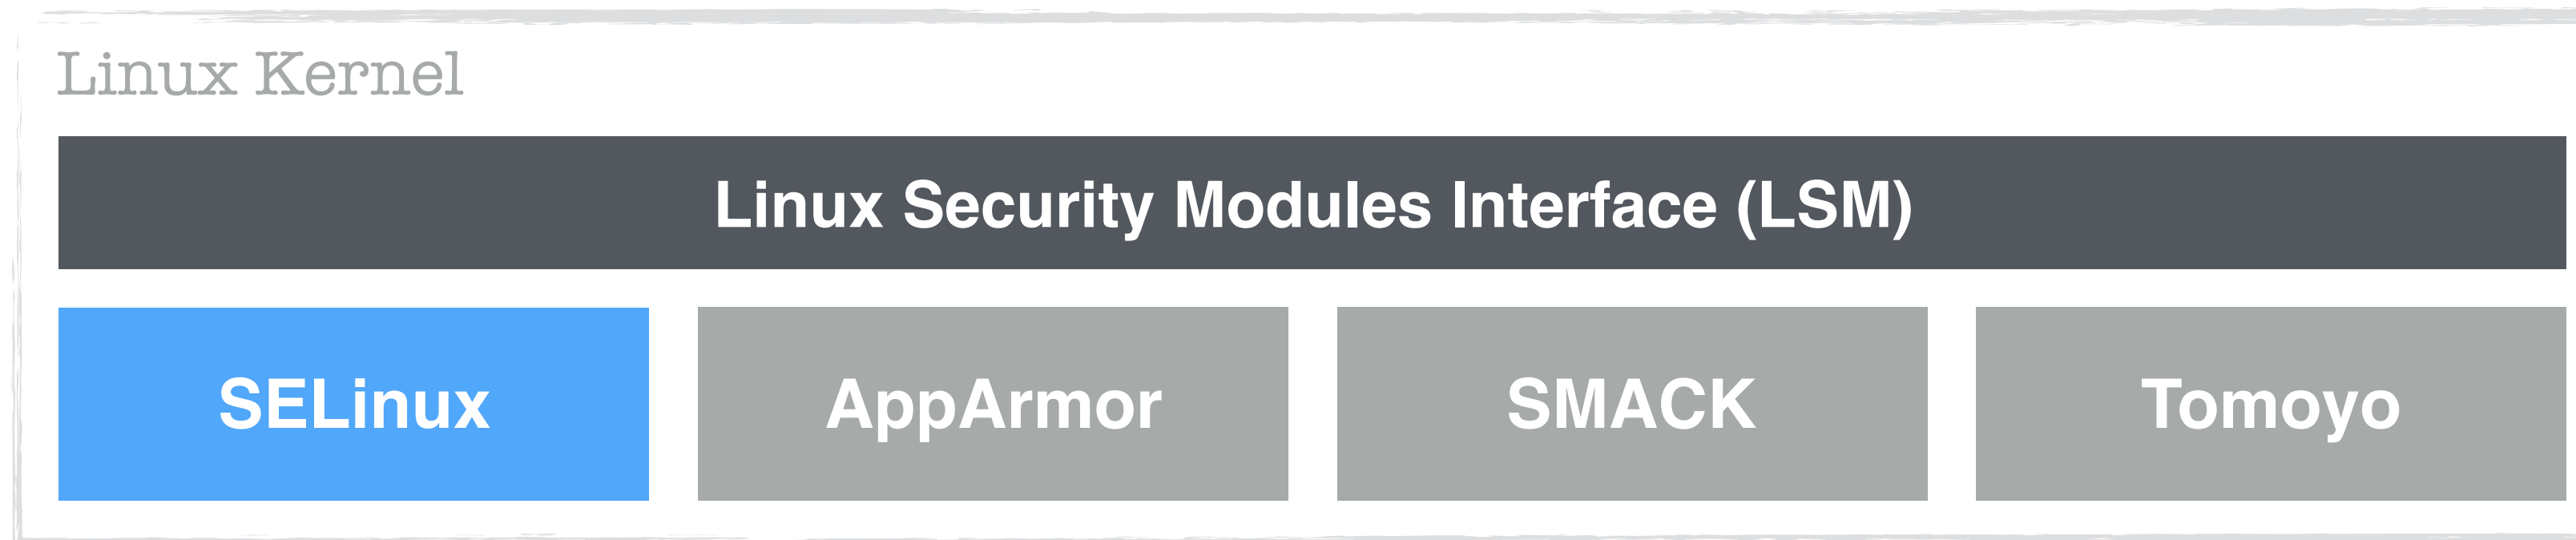 Linux Kernel
Linux Security Modules Interface (LSM)
SELinux
AppArmor
SMACK
Tomoyo